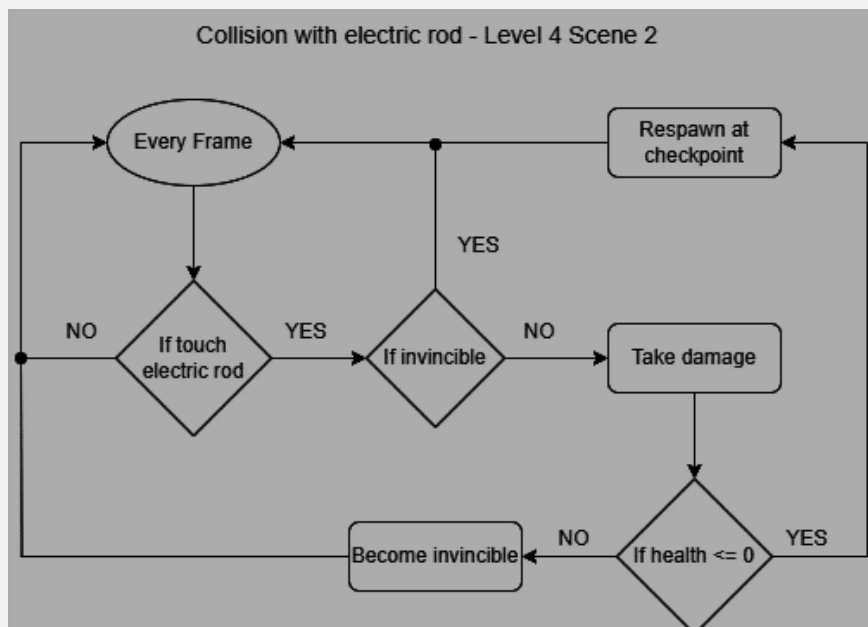 Collision with electric rod - Level 4 Scene 2
Every Frame
Respawn at
checkpoint
YES
NO
If touch
electric rod
YES
If invincible
NO
Take damage
Become invincible
NO
If health <= 0
YES